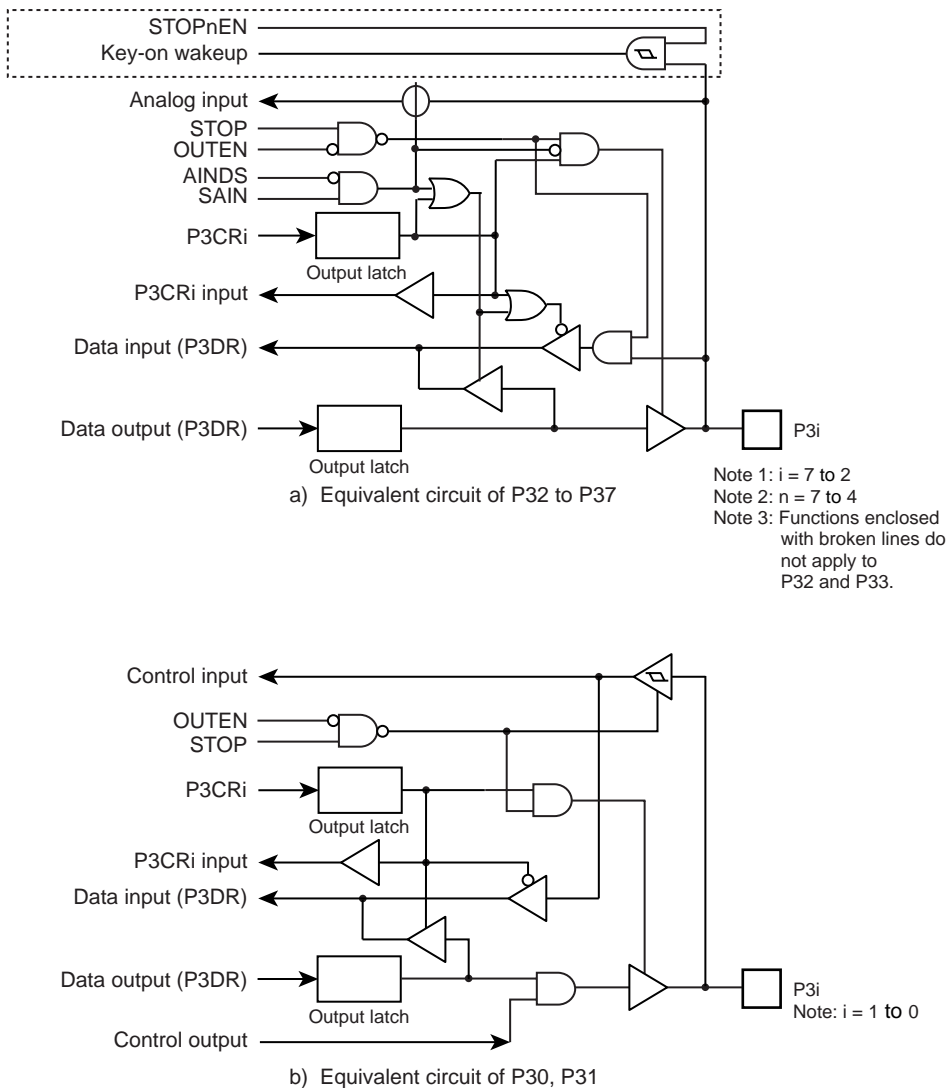 STOPnEN
Key-on wakeup
Analog input
STOP
OUTEN
AINDS
SAIN
P3CRi
Output latch
P3CRi input
Data input (P3DR)
Data output (P3DR)
Output latch
P3i
a) Equivalent circuit of P32 to P37
Note 1: i = 7 to 2
Note 2: n = 7 to 4
Note 3: Functions enclosed
with broken lines do
not apply to
P32 and P33.
Control input
OUTEN
STOP
P3CRi
Output latch
P3CRi input
Data input (P3DR)
Data output (P3DR)
Output latch
P3i
Note: i = 1 to 0
Control output
b) Equivalent circuit of P30, P31